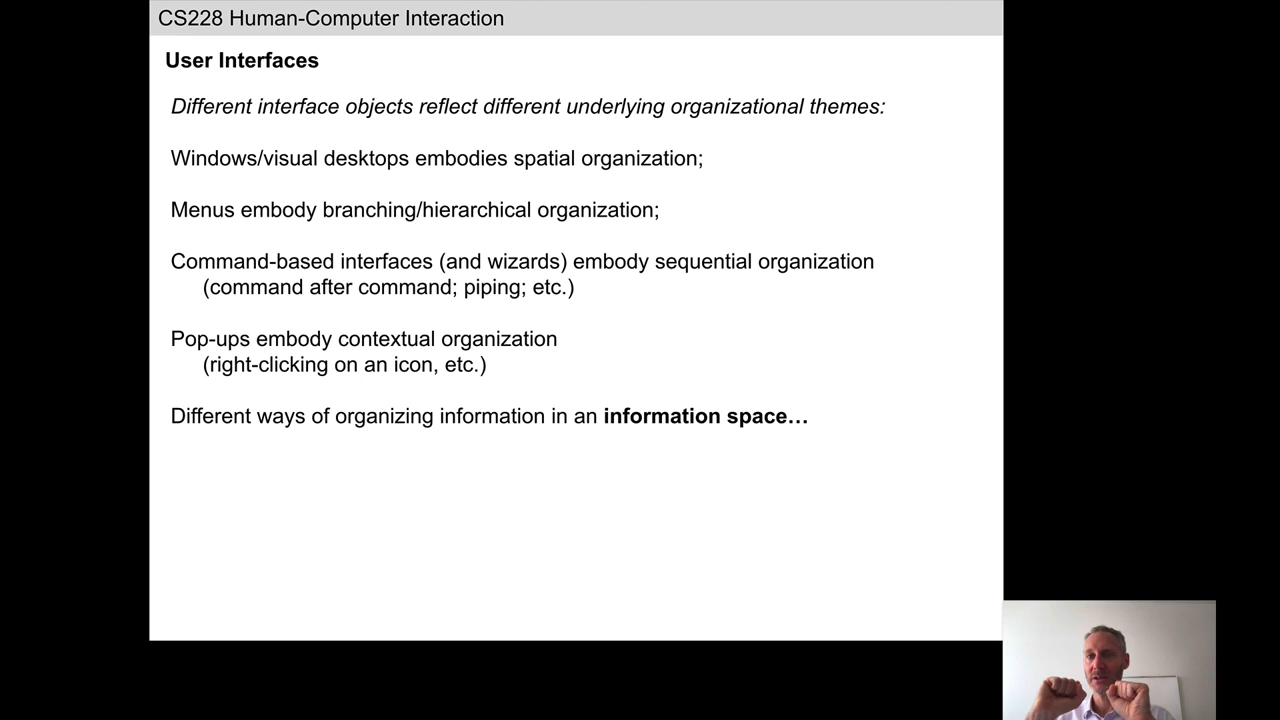 CS228 Human-Computer Interaction
User Interfaces
Different interface objects reflect different underlying organizational themes:
Windows/visual desktops embodies spatial organization;
Menus embody branching/hierarchical organization;
Command-based interfaces (and wizards) embody sequential organization
(command after command; piping; etc.)
Pop-ups embody contextual organization
(right-clicking on an icon, etc.)
Different ways of organizing information in an information space…